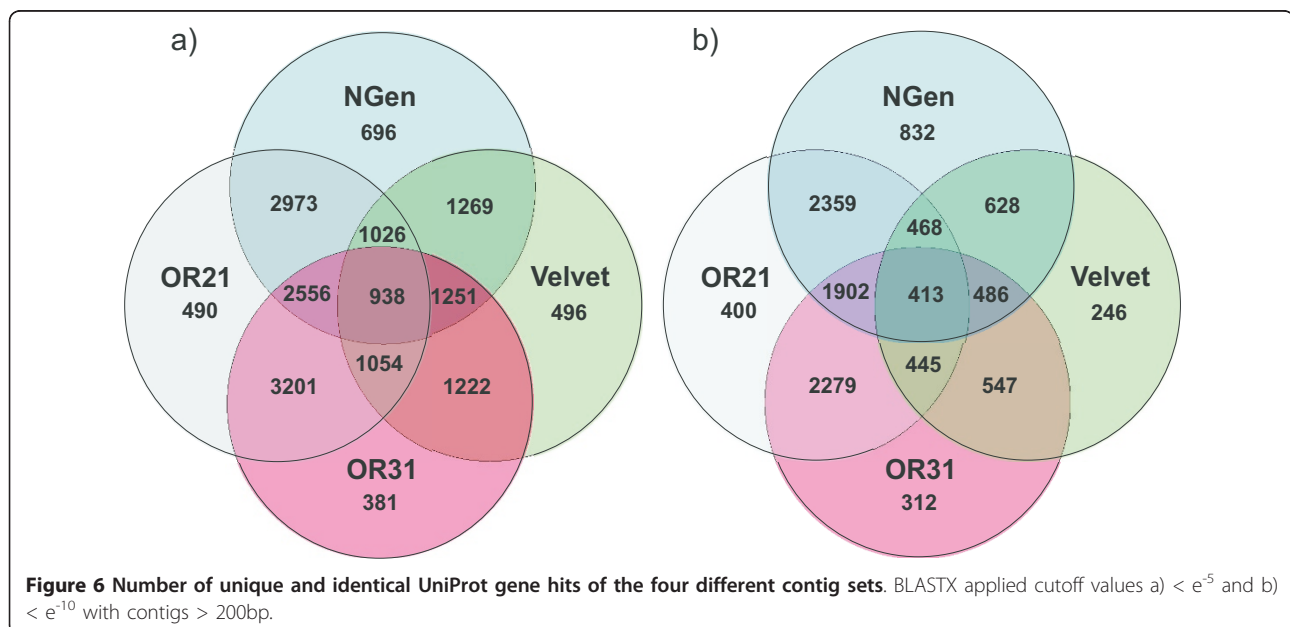 a)
b)
NGen
696
2973
1269
1026
OR21
490
2556
938
1251
Velvet
496
1054
3201
1222
OR31
381
NGen
832
2359
628
468
OR21
400
1902
413
486
Velvet
246
445
2279
547
OR31
312
Figure 6 Number of unique and identical UniProt gene hits of the four different contig sets. BLASTX applied cutoff values a) < e-5 and b)
< e-10 with contigs > 200bp.